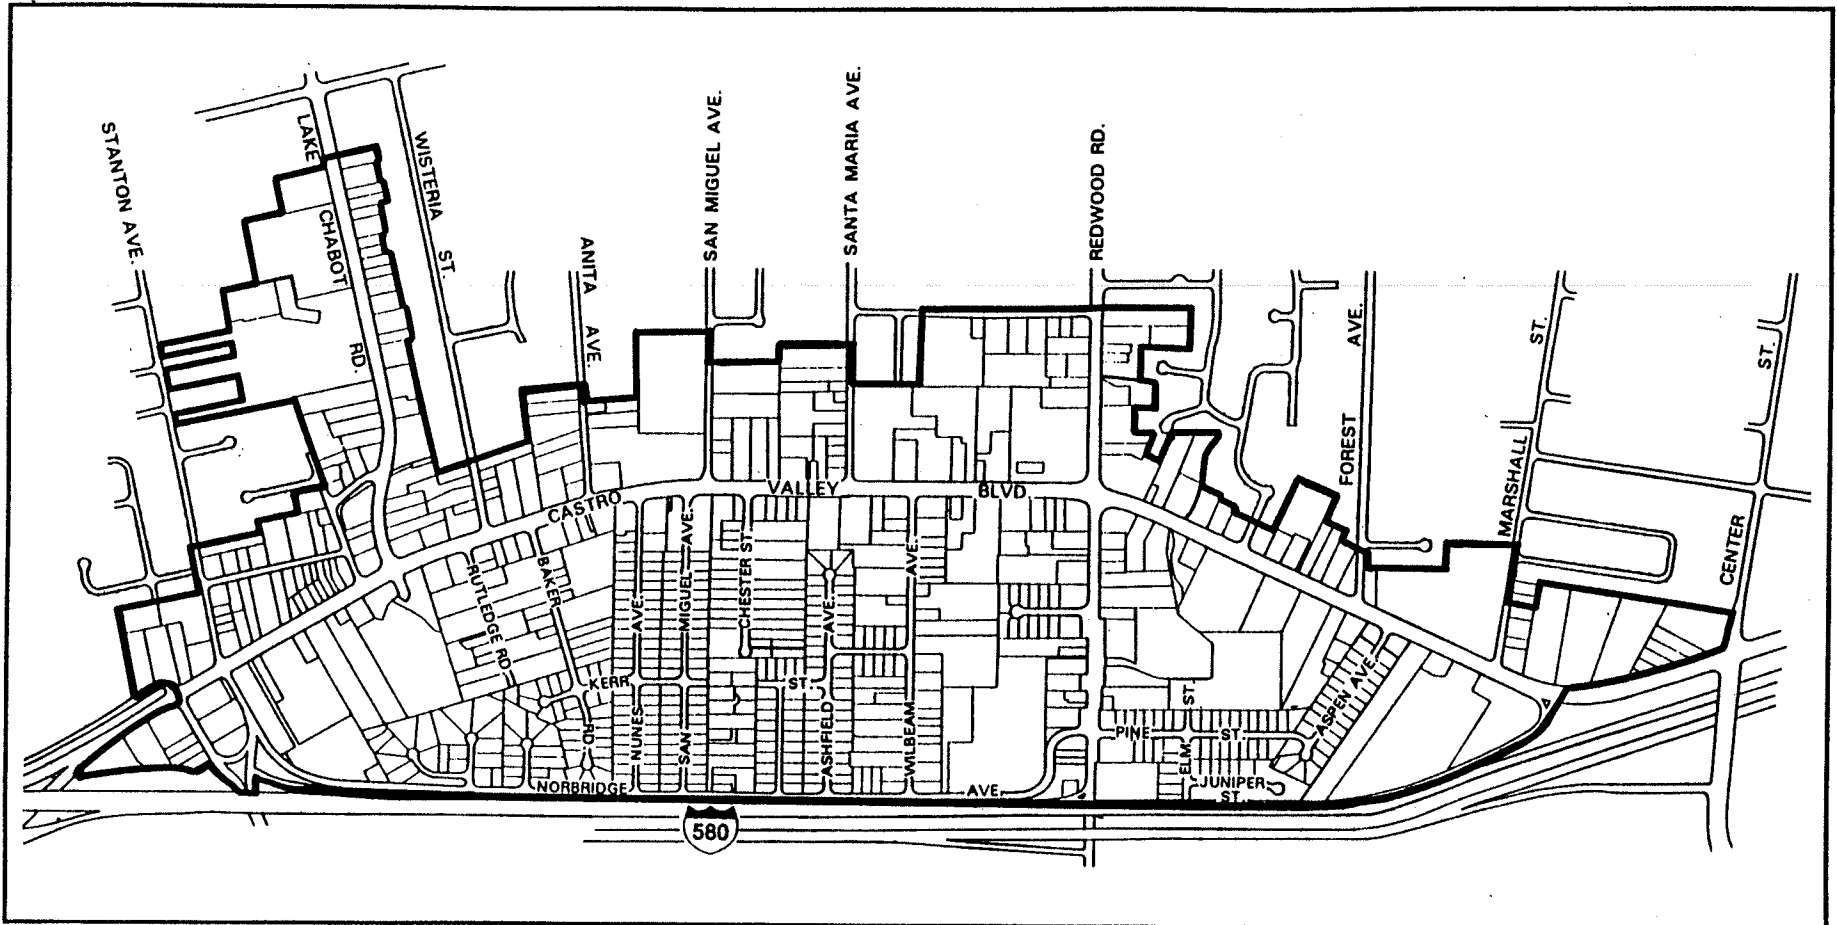 STANTON AVE.
LAKE CHABOT RD.
WISTERIA ST.
ANITA AVE.
SAN MIGUEL AVE.
SANTA MARIA AVE.
REDWOOD RD.
FOREST AVE.
MARSHALL ST.
CENTER ST.
CASTRO VALLEY BLVD
RUTLEDGE RD.
BAKER RD.
NUNES AVE.
SAN MIGUEL AVE.
CHESTER ST.
ASHFIELD AVE.
WILBEAM AVE.
KERR ST.
NORBRIDGE AVE.
PINE ST.
ELM ST.
JUNIPER ST.
ASPEN AVE.
580